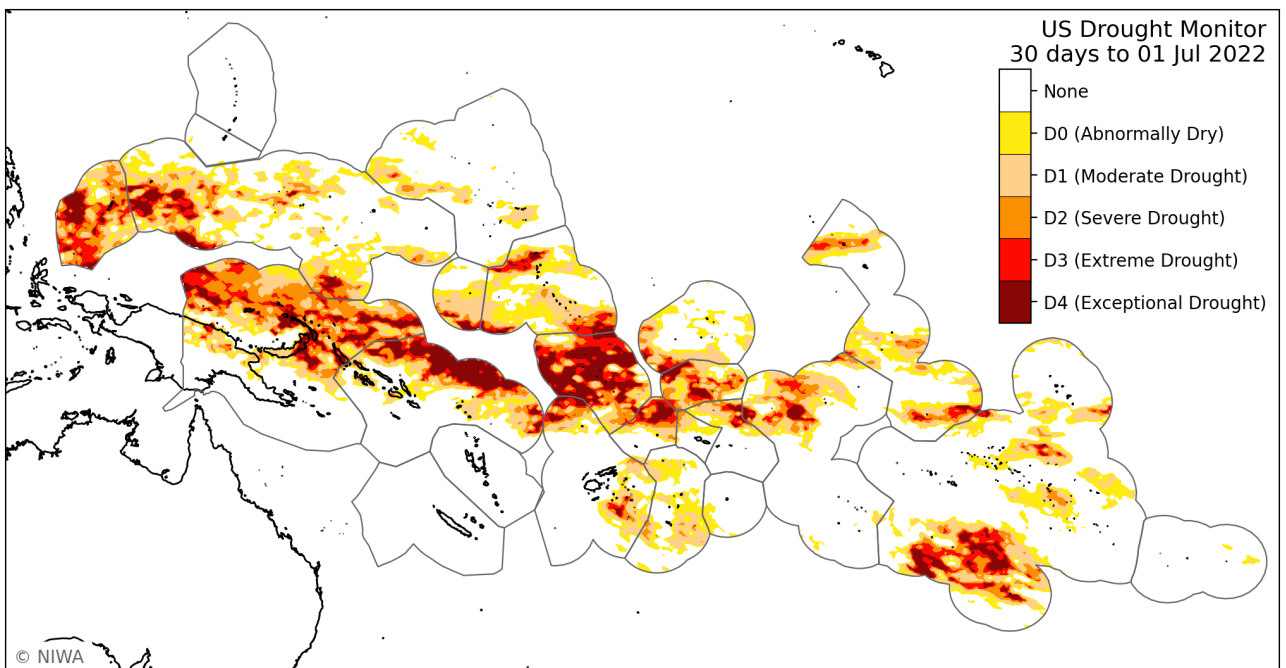 US Drought Monitor
30 days to 01 Jul 2022
None
D0 (Abnormally Dry)
D1 (Moderate Drought)
D2 (Severe Drought)
D3 (Extreme Drought)
D4 (Exceptional Drought)
© NIWA